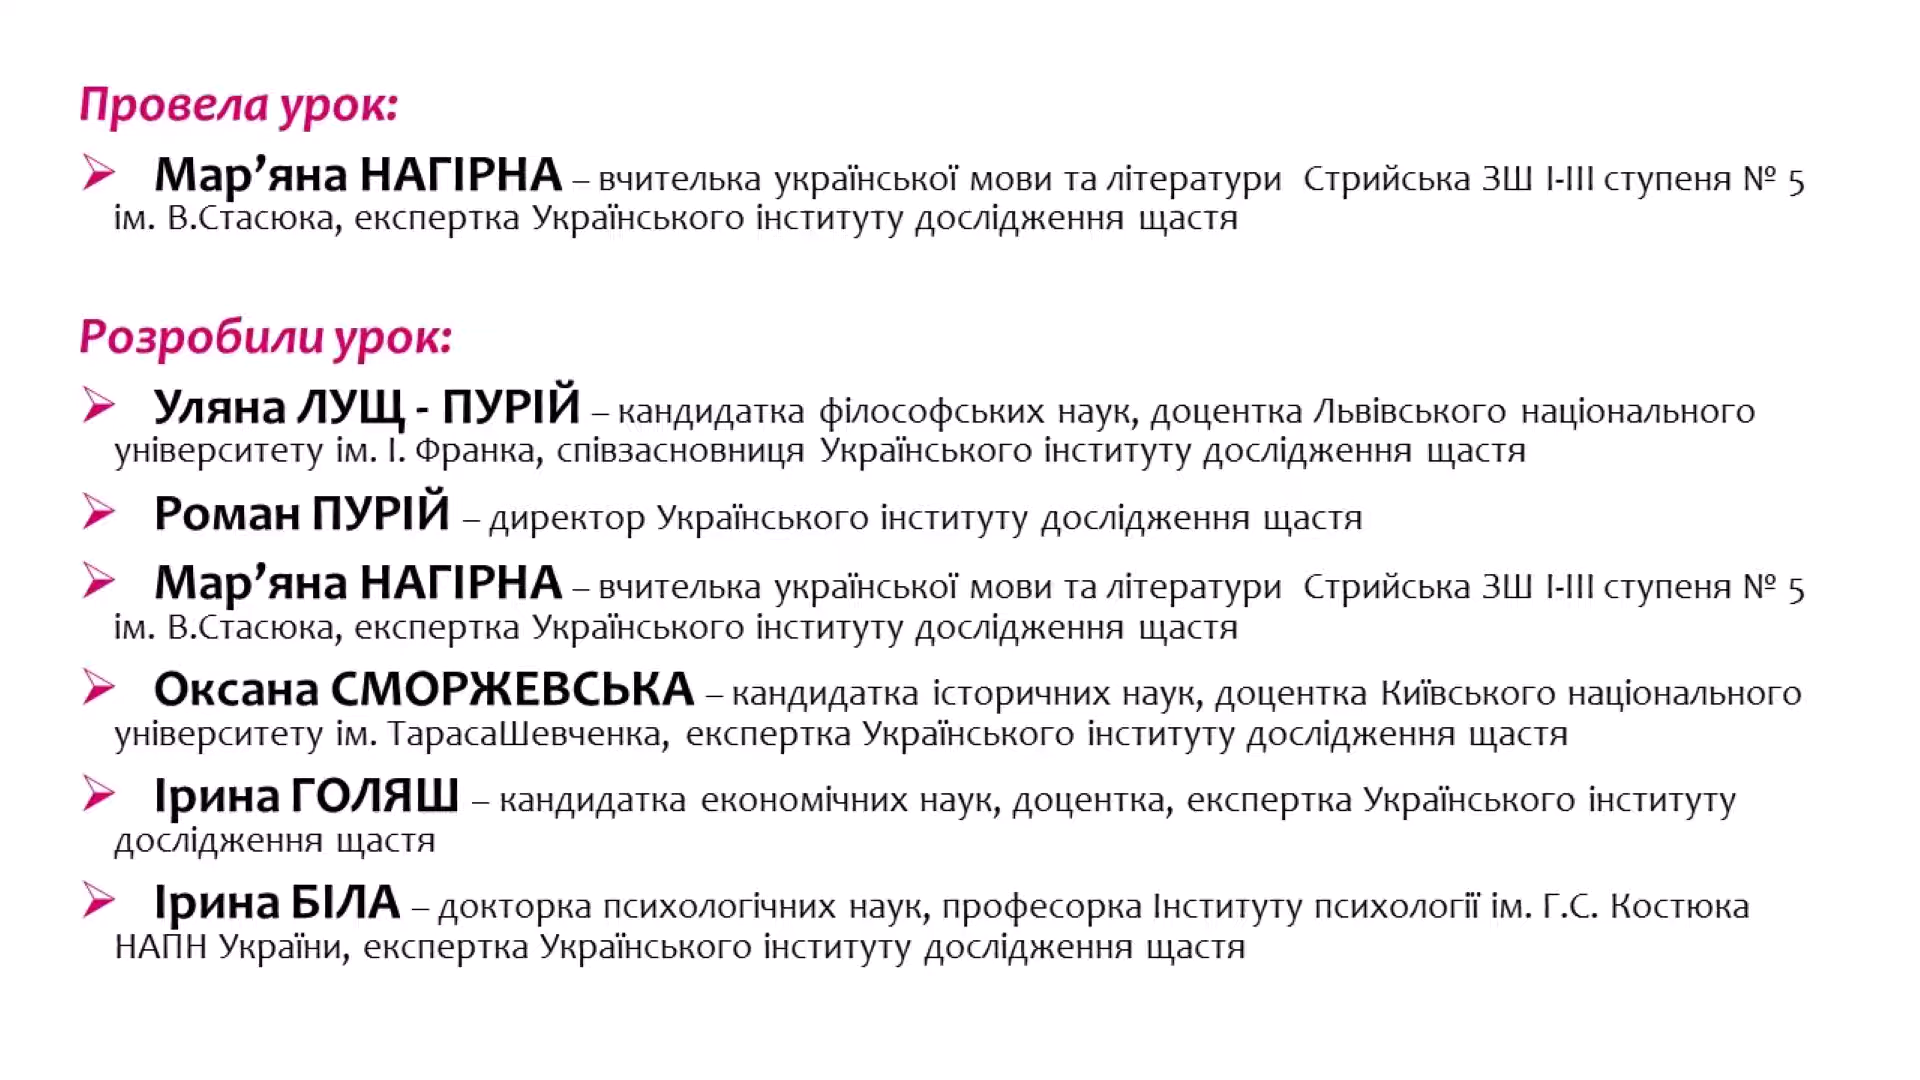 Провела урок:
➢ Мар’яна НАГІРНА – вчителька української мови та літератури Стрийська ЗШ І-ІІІ ступеня № 5
ім. В.Стасюка, експертка Українського інституту дослідження щастя
Розробили урок:
➢ Уляна ЛУЩ - ПУРІЙ – кандидатка філософських наук, доцентка Львівського національного
університету ім. І. Франка, співзасновниця Українського інституту дослідження щастя
➢ Роман ПУРІЙ – директор Українського інституту дослідження щастя
➢ Мар’яна НАГІРНА – вчителька української мови та літератури Стрийська ЗШ І-ІІІ ступеня № 5
ім. В.Стасюка, експертка Українського інституту дослідження щастя
➢ Оксана СМОРЖЕВСЬКА – кандидатка історичних наук, доцентка Київського національного
університету ім. ТарасаШевченка, експертка Українського інституту дослідження щастя
➢ Ірина ГОЛЯШ – кандидатка економічних наук, доцентка, експертка Українського інституту
дослідження щастя
➢ Ірина БІЛА – докторка психологічних наук, професорка Інституту психології ім. Г.С. Костюка
НАПН України, експертка Українського інституту дослідження щастя